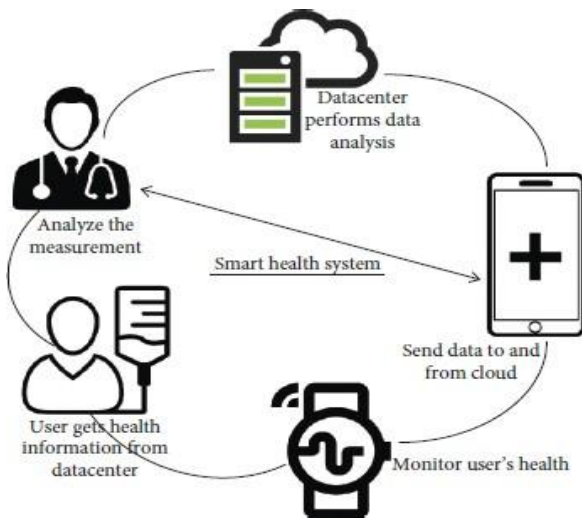 Datacenter
performs data
analysis
Analyze the
measurement
Smart health system
Send data to and
from cloud
User gets health
information from
datacenter
Monitor user's health